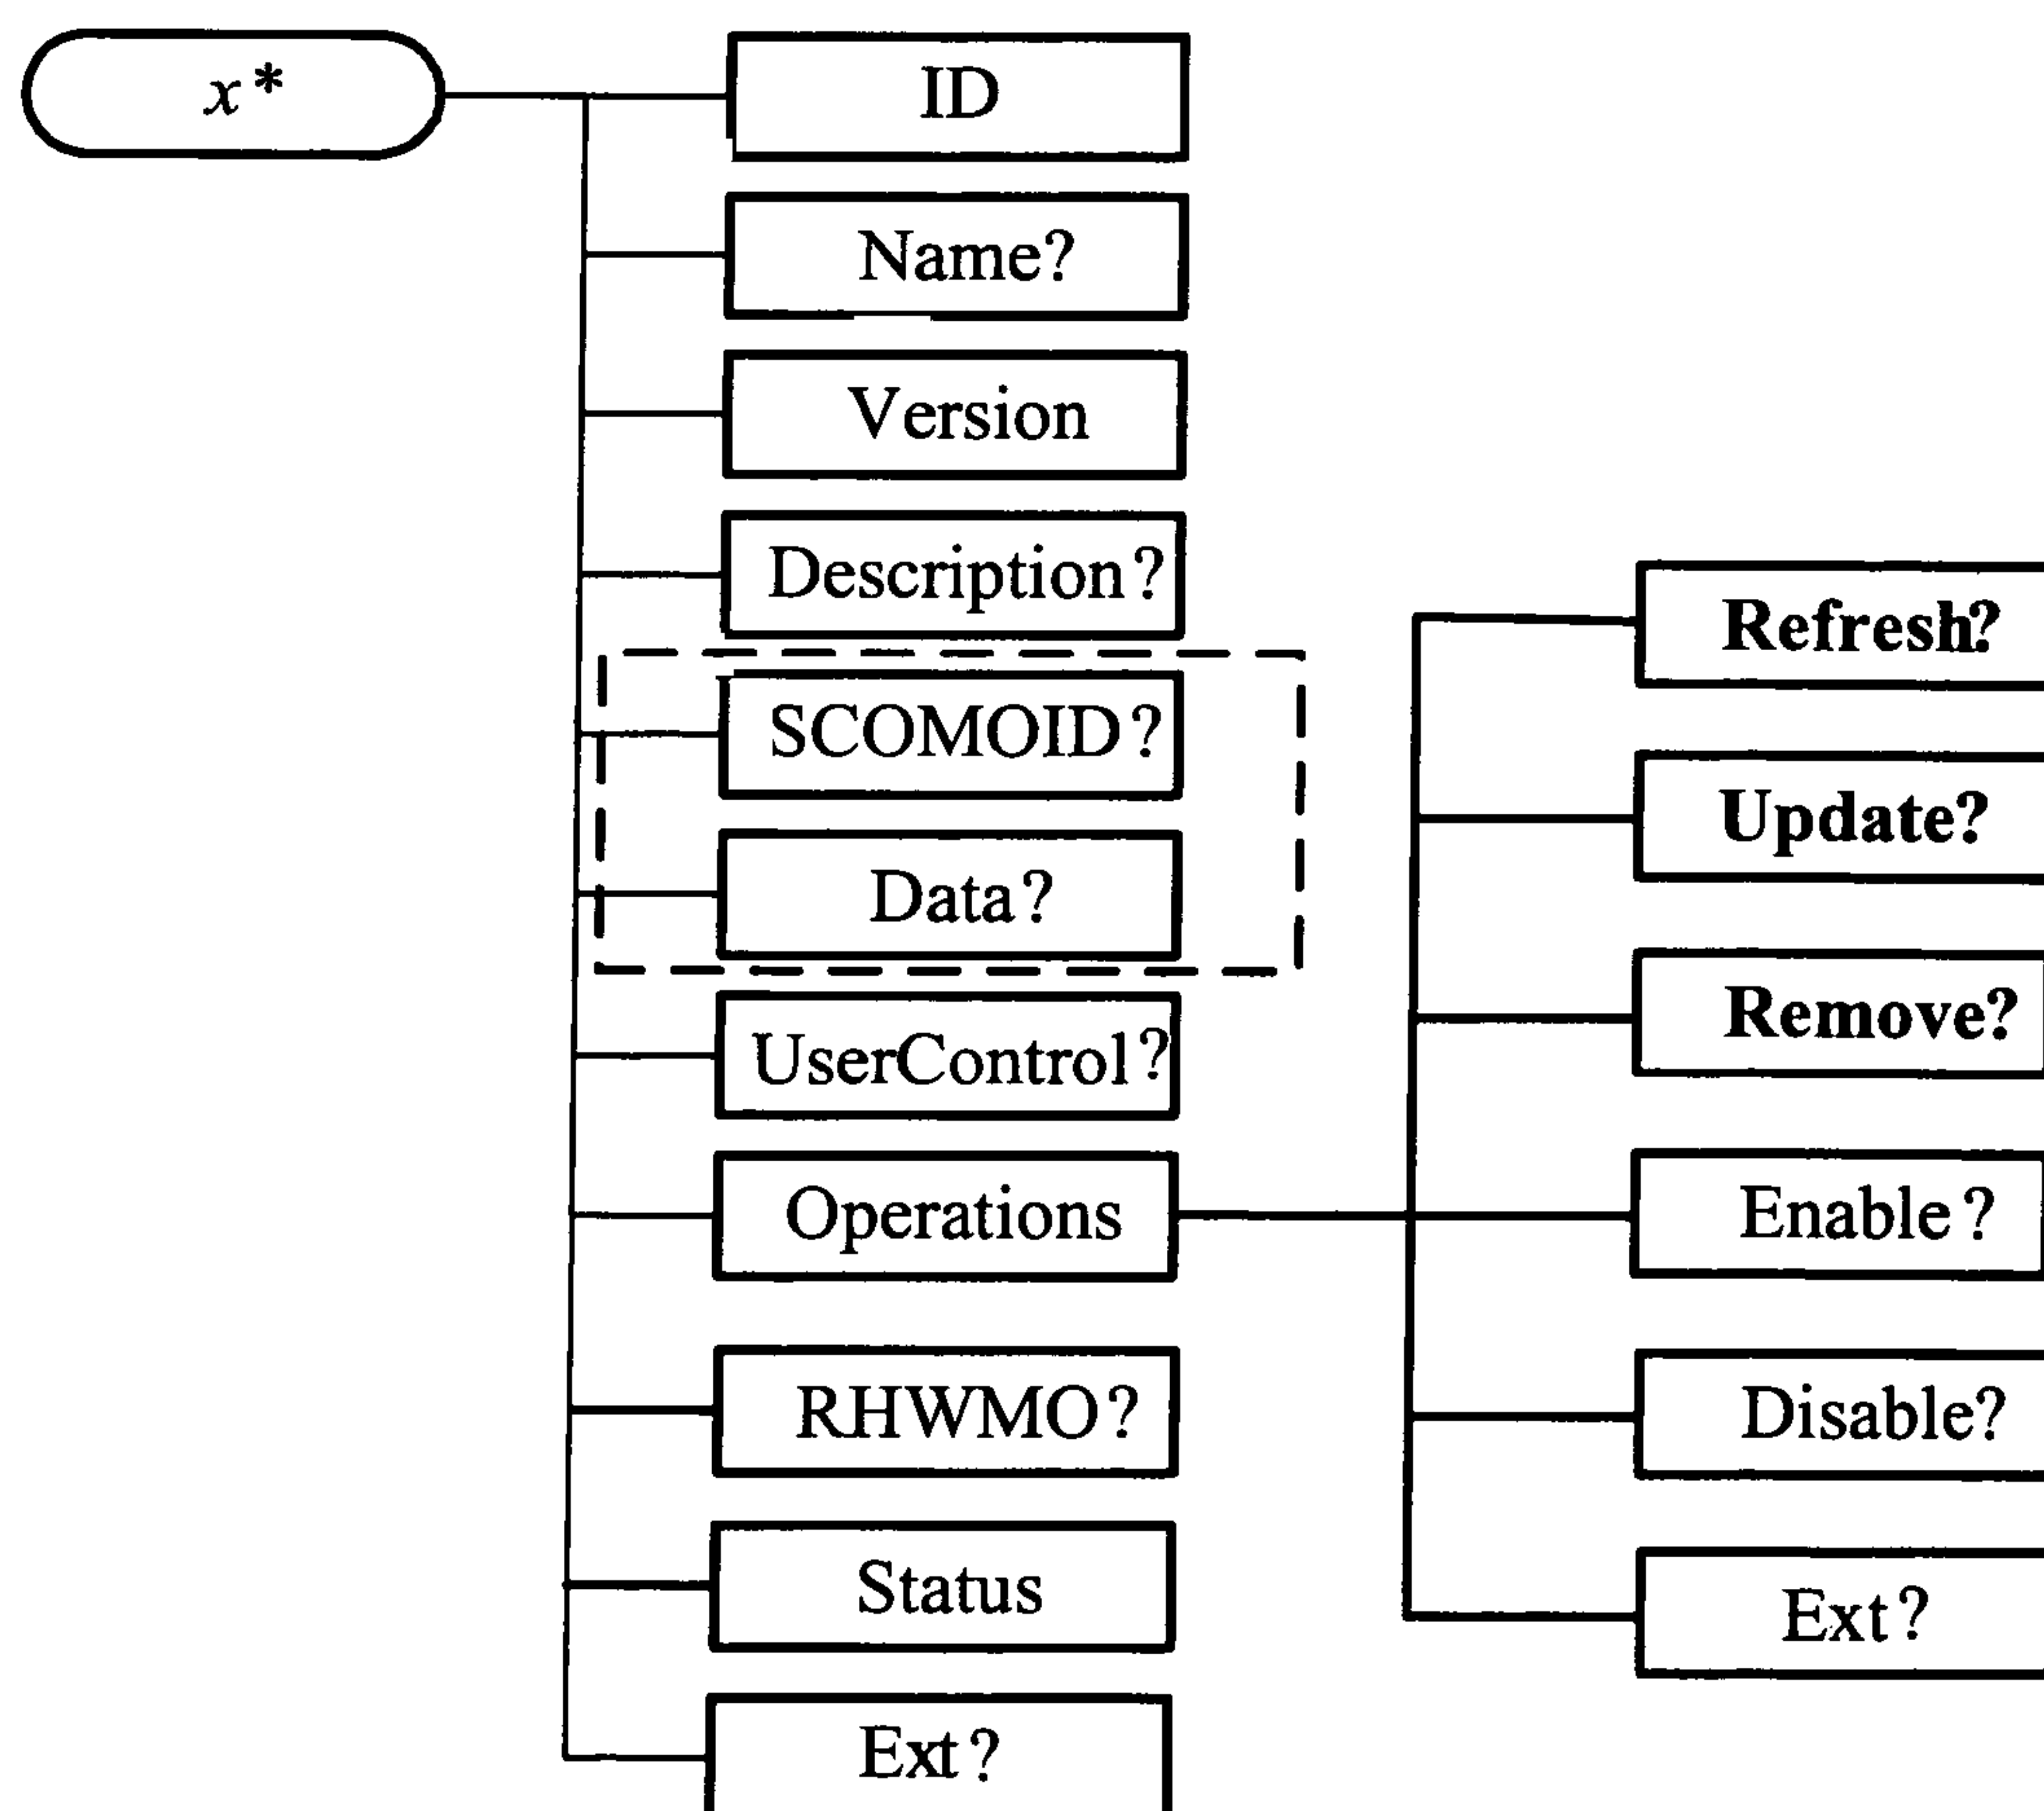 x*
ID
Name?
Version
Description?
SCOMOID?
Data?
UserControl?
Operations
RHWMO?
Status
Ext?
Refresh?
Update?
Remove?
Enable?
Disable?
Ext?